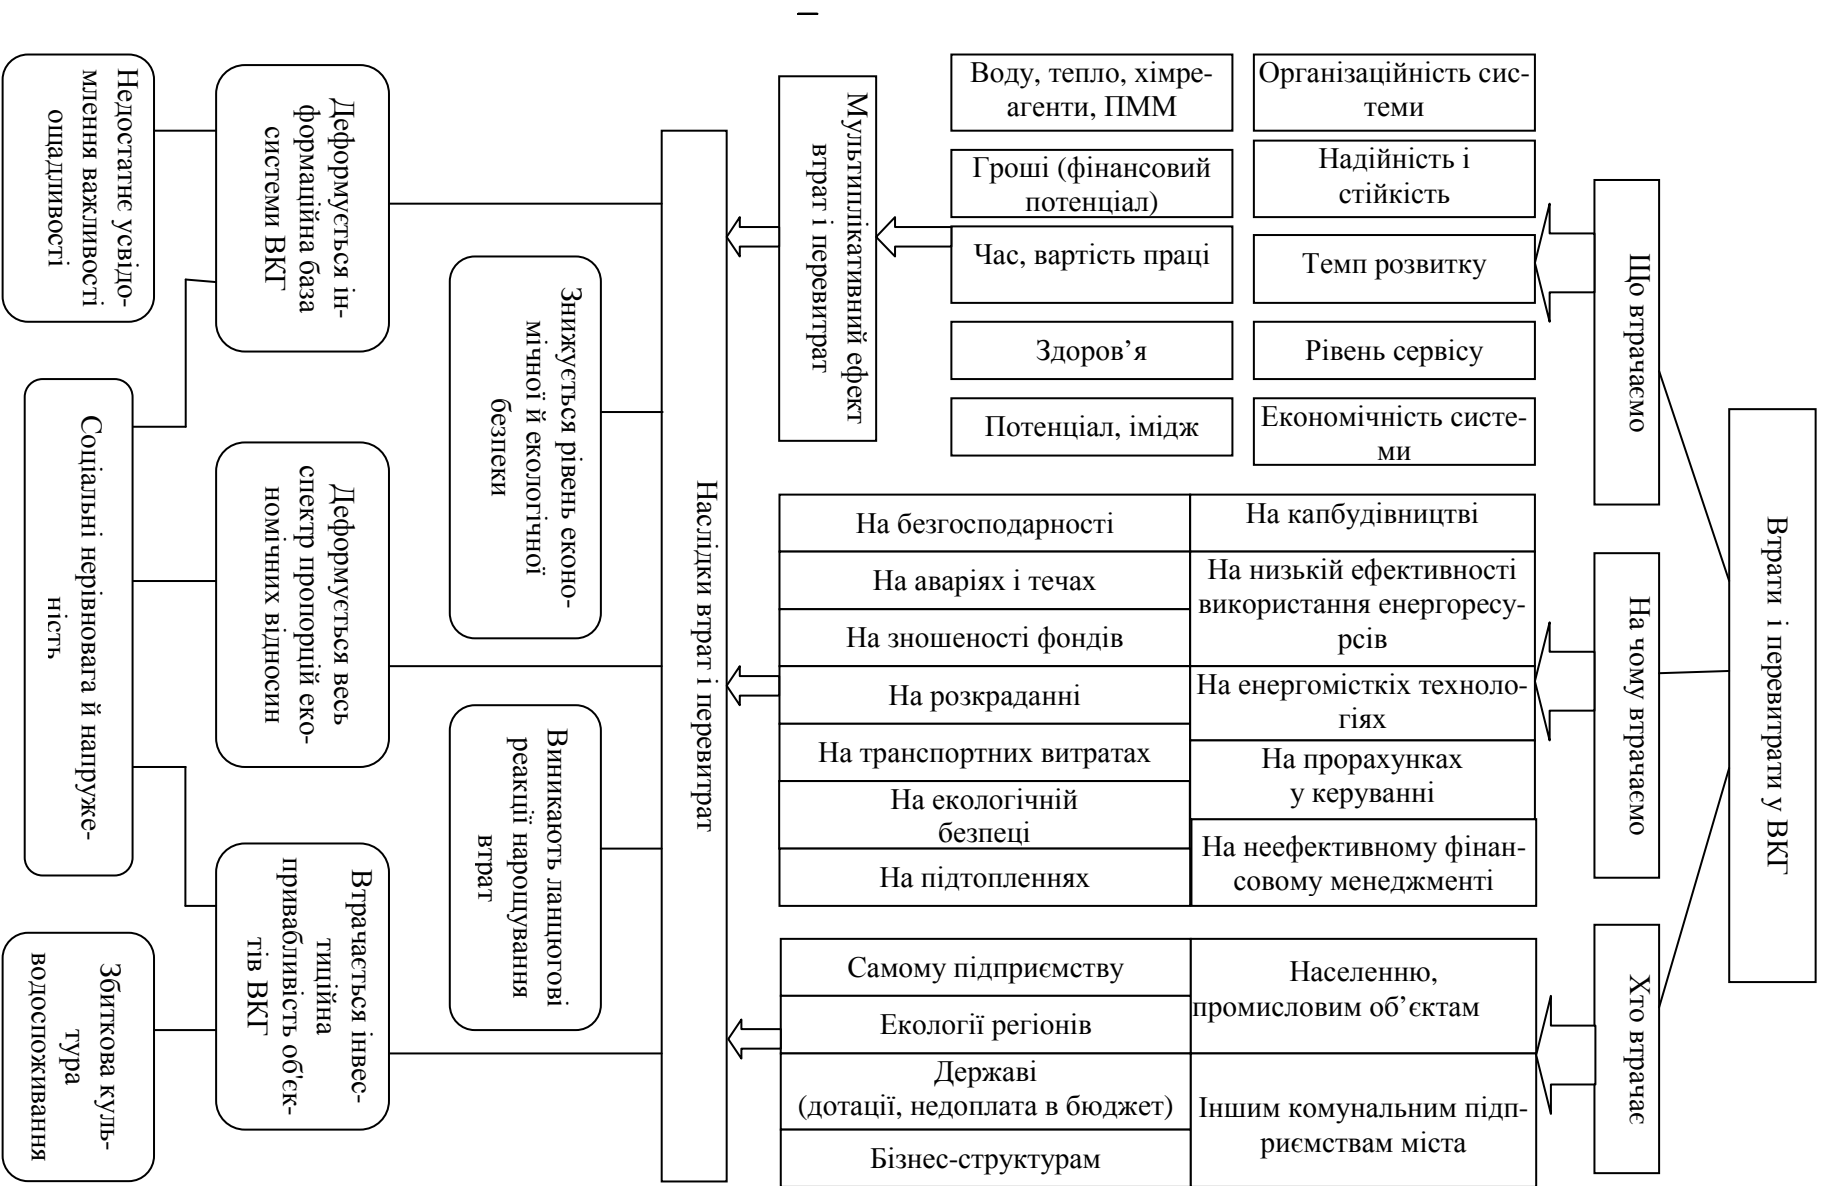 Втрати і перевитрати у ВКГ
Що втрачаємо
На чому втрачаємо
Хто втрачає
Організаційність сис-
теми
Надійність і
стійкість
Темп розвитку
Рівень сервісу
Економічність систе-
ми
Воду, тепло, хімре-
агенти, ПММ
Гроші (фінансовий
потенціал)
Час, вартість праці
Здоров’я
Потенціал, імідж
На капбудівництві
На низькій ефективності
використання енергоресу-
рсів
На енергомістких техноло-
гіях
На прорахунках
у керуванні
На неефективному фінан-
совому менеджменті
На безгосподарності
На аваріях і течах
На зношеності фондів
На розкраданні
На транспортних витратах
На екологічній
безпеці
На підтопленнях
Населенню,
промисловим об’єктам
Іншим комунальним підп-
риємствам міста
Самому підприємству
Екології регіонів
Державі
(дотації, недоплата в бюджет)
Бізнес-структурам
Мультиплікативний ефект
втрат і перевитрат
Наслідки втрат і перевитрат
Знижується рівень еконо-
мічної й екологічної
безпеки
Виникають ланцюгові
реакції нарощування
втрат
Деформується ін-
формаційна база
системи ВКГ
Деформується весь
спектр пропорцій еко-
номічних відносин
Втрачається інвес-
тиційна
привабливість об'єк-
тів ВКГ
Недостатнє усвідо-
млення важливості
ощадливості
Соціальні нерівновага й напруже-
ність
Збиткова куль-
тура
водоспоживання